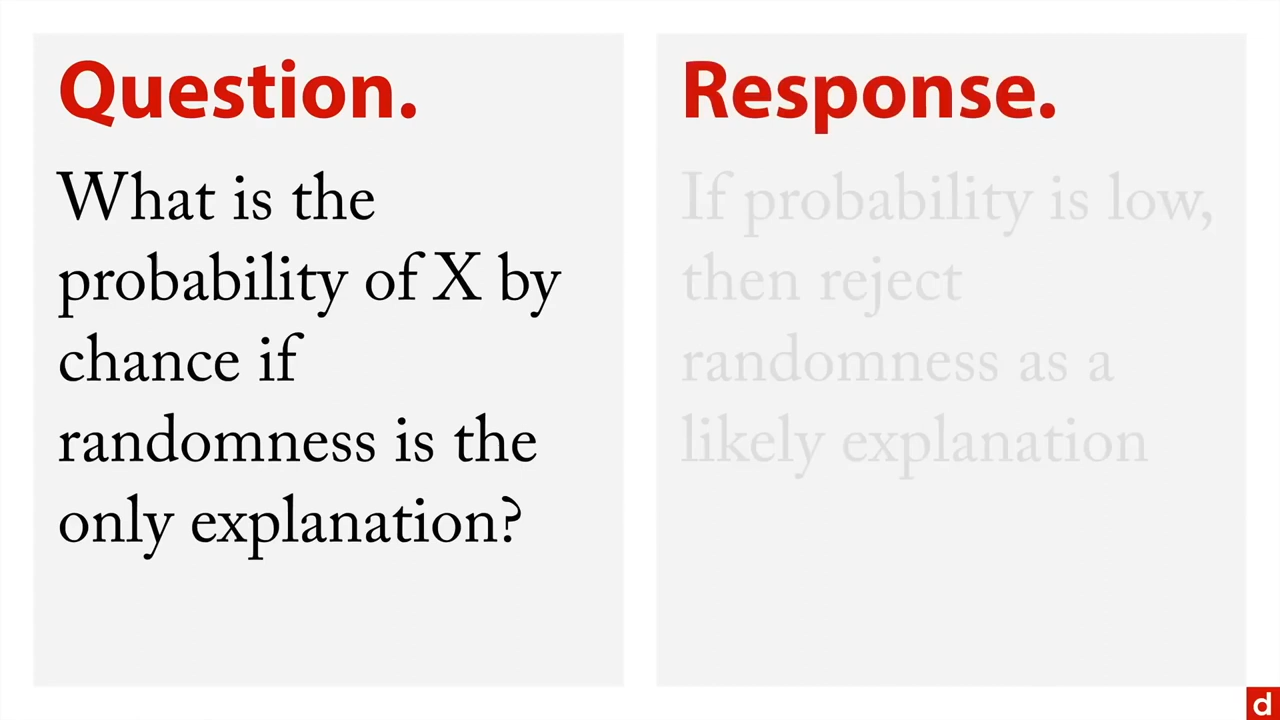 Question.
What is the
probability of X by
chance if
randomness is the
only explanation?
Response.
If probability is low,
then reject
randomness as a
likely explanation
d